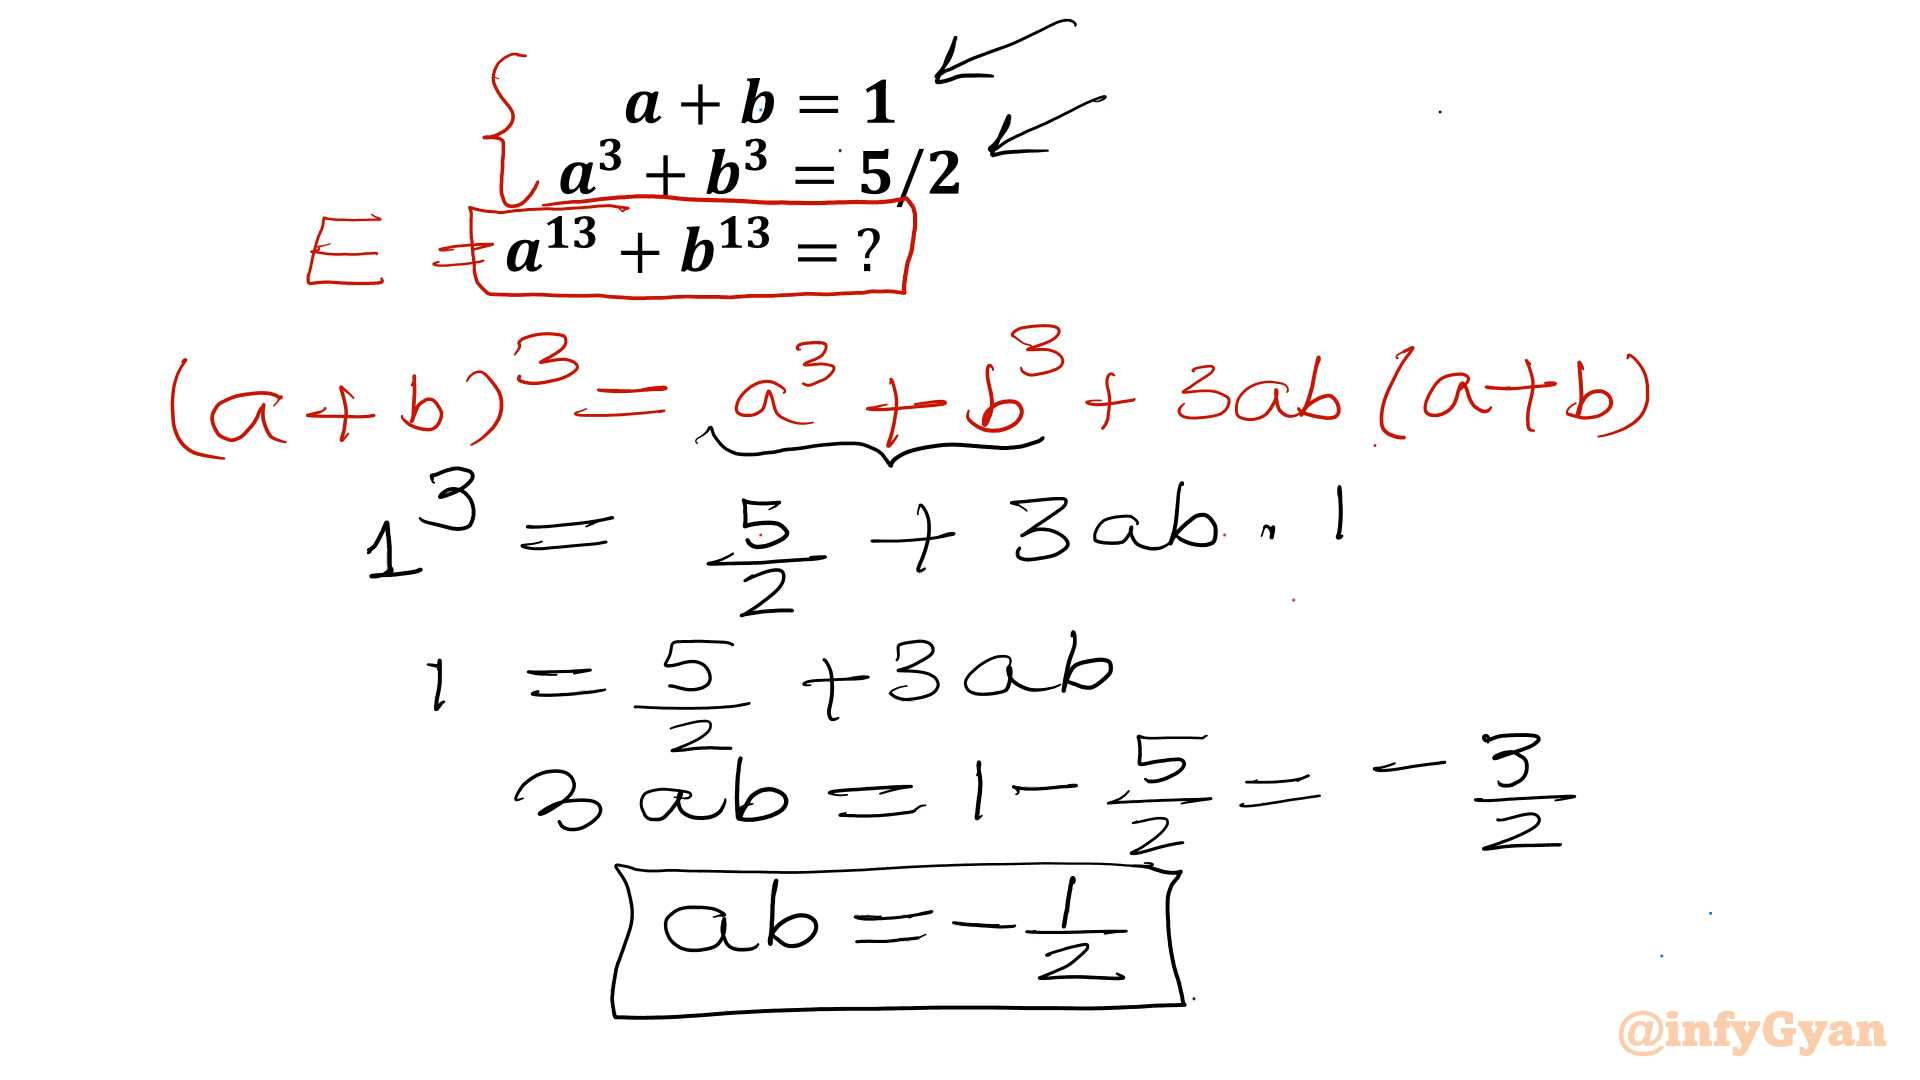 a + b = 1
a³ + b³ = 5/2
E = a¹³ + b¹³ = ?
(a+b)³ = a³ + b³ + 3ab(a+b)
1³ = 5/2 + 3ab . 1
1 = 5/2 + 3ab
3ab = 1 - 5/2 = - 3/2
ab = - 1/2
@infyGyan